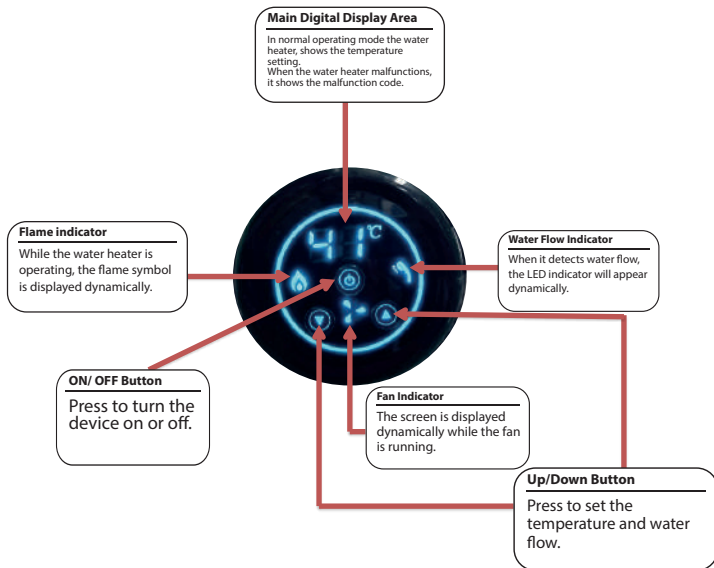 Main Digital Display Area
In normal operating mode the water
heater, shows the temperature
setting.
When the water heater malfunctions,
it shows the malfunction code.
Flame indicator
While the water heater is
operating, the flame symbol
is displayed dynamically.
41°C
Water Flow Indicator
When it detects water flow,
the LED indicator will appear
dynamically.
ON/ OFF Button
Press to turn the
device on or off.
Fan Indicator
The screen is displayed
dynamically while the fan
is running.
Up/Down Button
Press to set the
temperature and water
flow.